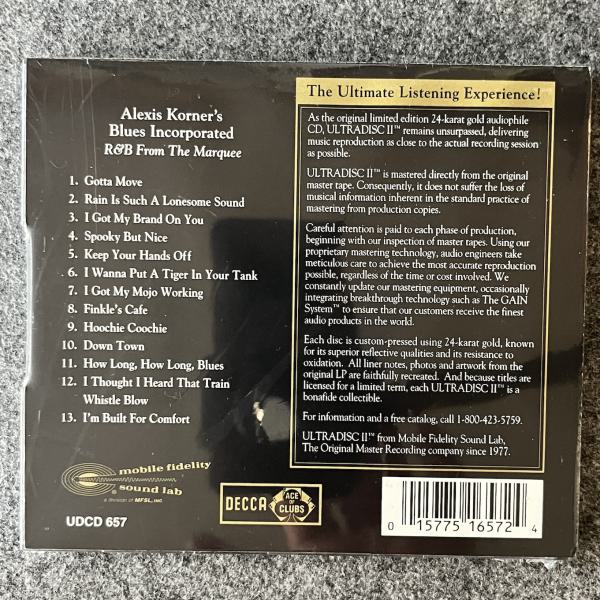 Alexis Korner's
Blues Incorporated
R&B From The Marquee
1. Gotta Move
2. Rain Is Such A Lonesome Sound
3. I Got My Brand On You
4. Spooky But Nice
5. Keep Your Hands Off
6. I Wanna Put A Tiger In Your Tank
7. I Got My Mojo Working
8. Finkle's Cafe
9. Hoochie Coochie
10. Down Town
11. How Long, How Long, Blues
12. I Thought I Heard That Train
Whistle Blow
13. I'm Built For Comfort
mobile fidelity
sound lab
a division of MFSL, INC.
UDCD 657
The Ultimate Listening Experience!
As the original limited edition 24-karat gold audiophile
CD, ULTRADISC II™ remains unsurpassed, delivering
music reproduction as close to the actual recording session
as possible.
ULTRADISC II™ is mastered directly from the original
master tape. Consequently, it does not suffer the loss of
musical information inherent in the standard practice of
mastering from production copies.
Careful attention is paid to each phase of production,
beginning with our inspection of master tapes. Using our
proprietary mastering technology, audio engineers take
meticulous care to achieve the most accurate reproduction
possible, regardless of the time or cost involved. We
constantly update our mastering equipment, occasionally
integrating breakthrough technology such as The GAIN
System™ to ensure that our customers receive the finest
audio products in the world.
Each disc is custom-pressed using 24-karat gold, known
for its superior reflective qualities and its resistance to
oxidation. All liner notes, photos and artwork from the
original LP are faithfully recreated. And because titles are
licensed for a limited term, each ULTRADISC II™ is a
bonafide collectible.
For information and a free catalog, call 1-800-423-5759.
ULTRADISC II™ from Mobile Fidelity Sound Lab,
The Original Master Recording company since 1977.
DECCA
ACE OF
CLUBS
0 15775 16572 4